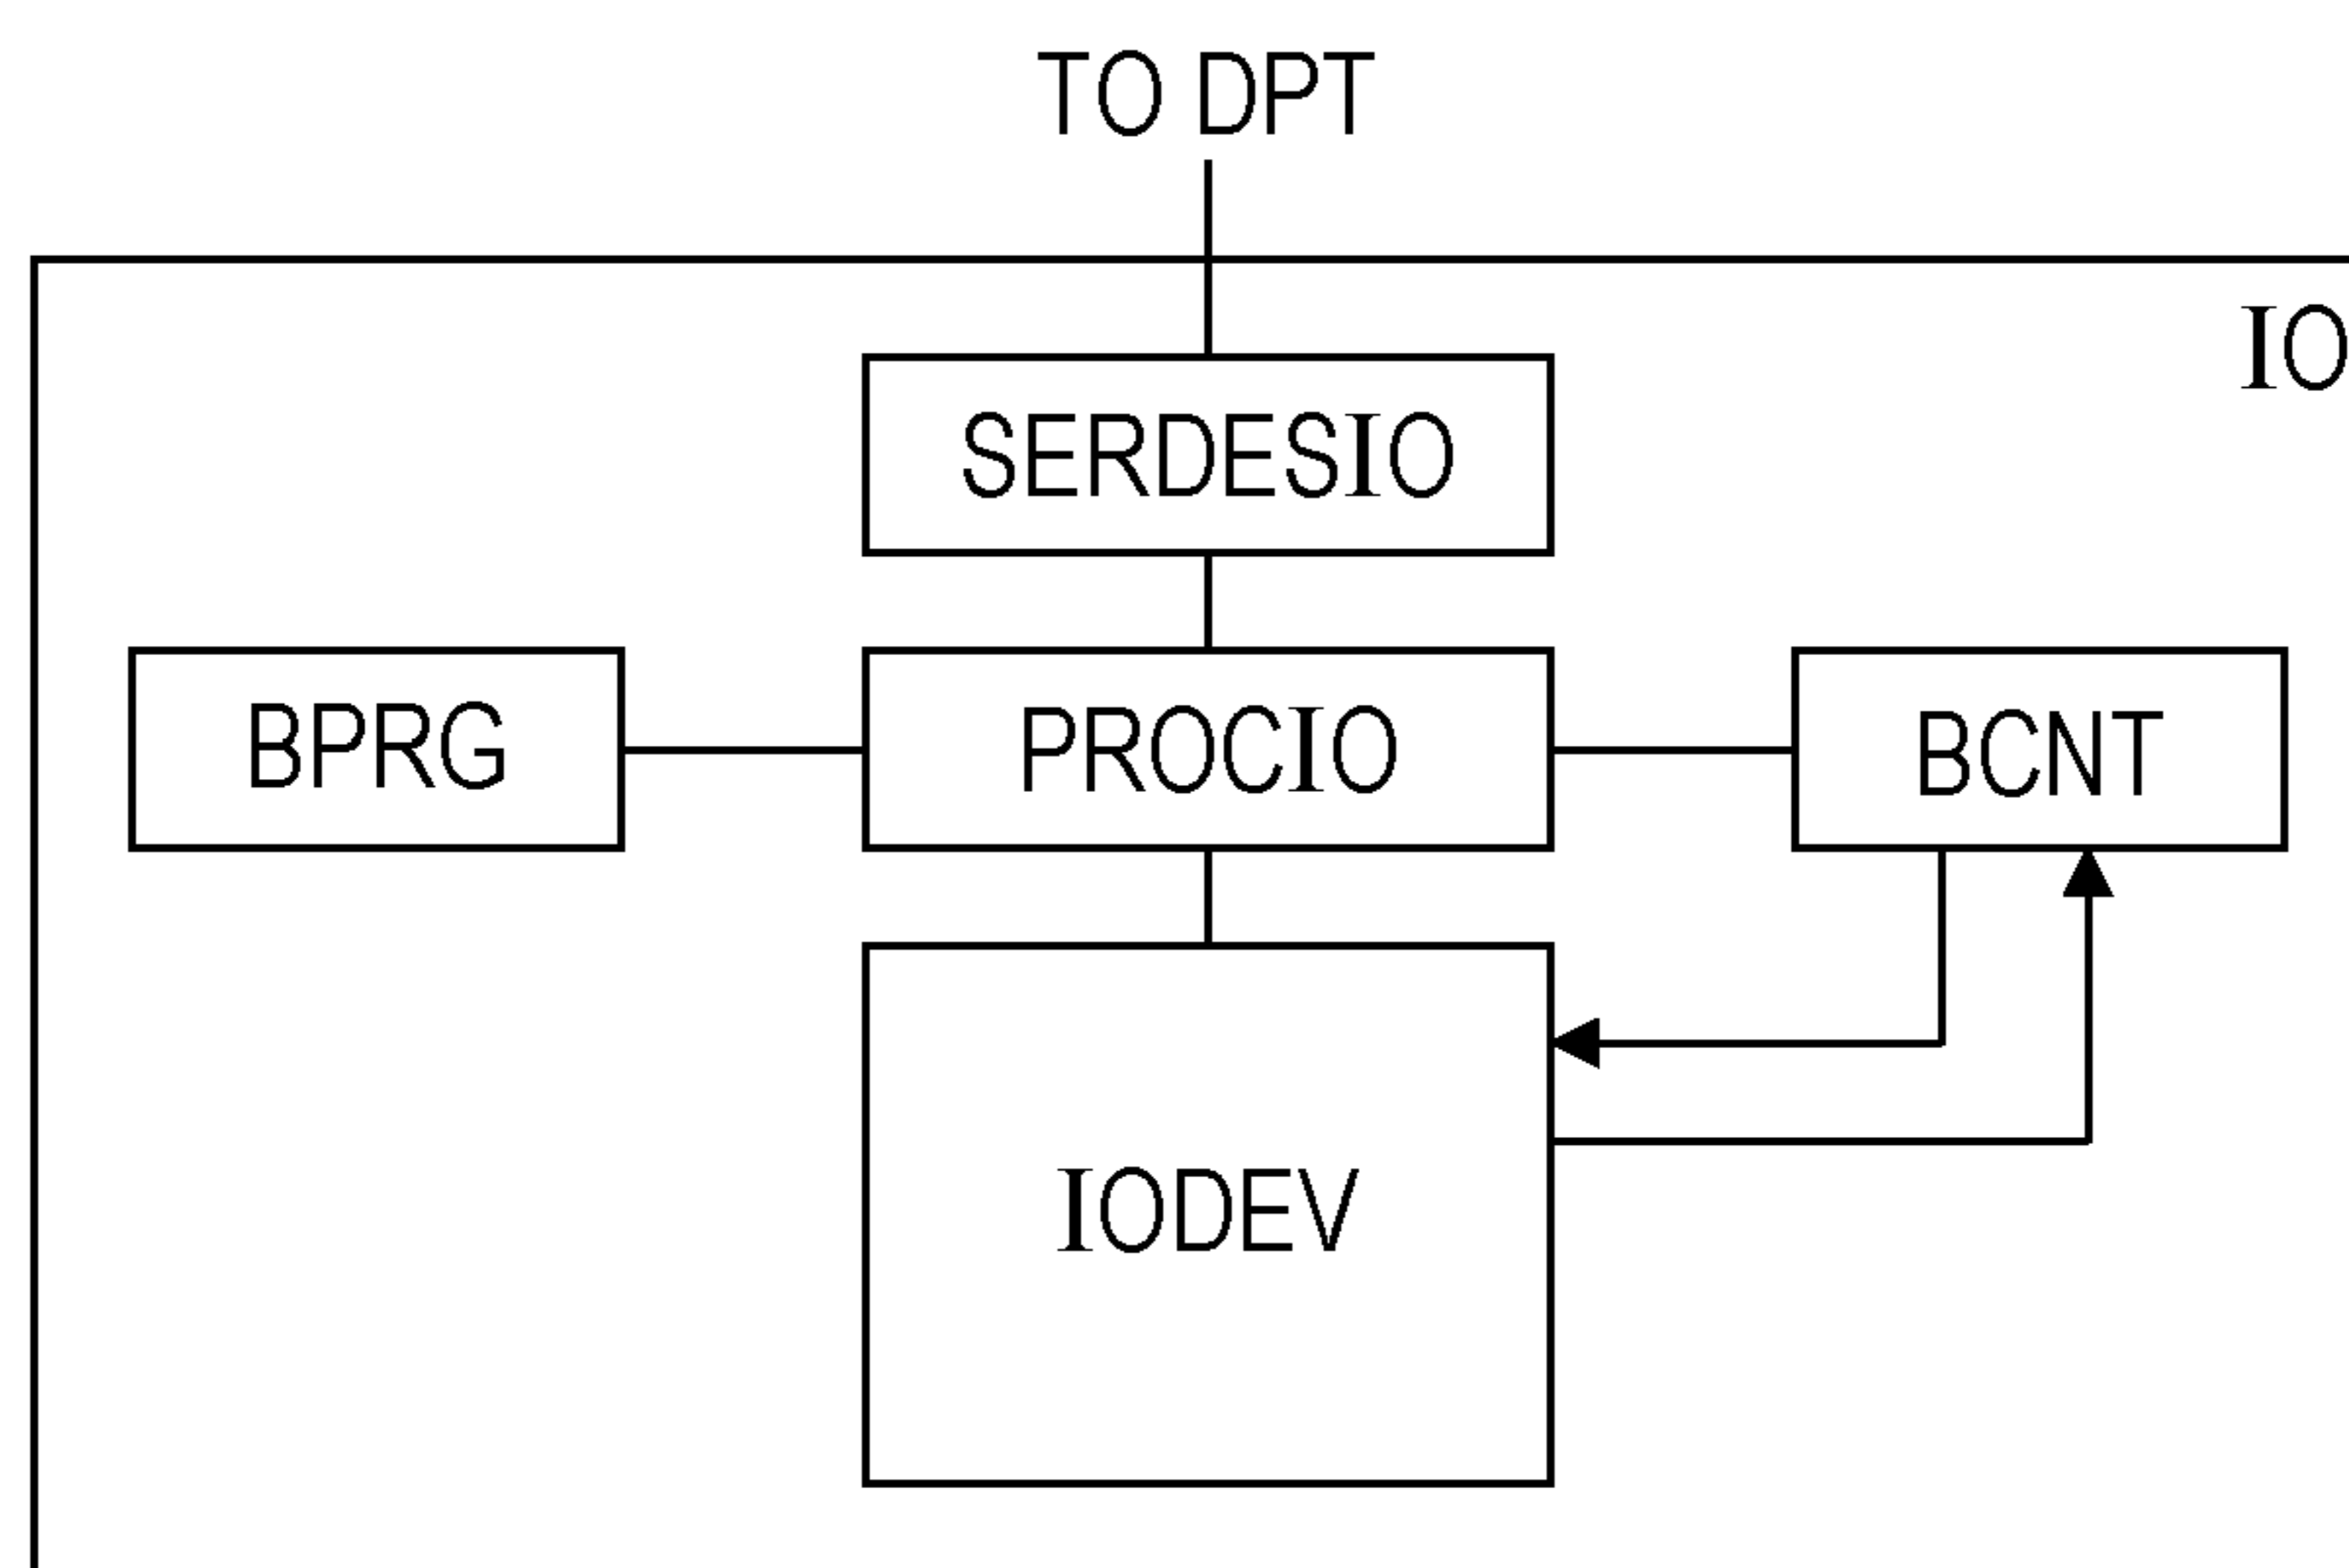 TO DPT
IO
SERDESIO
BPRG
PROCIO
BCNT
IODEV